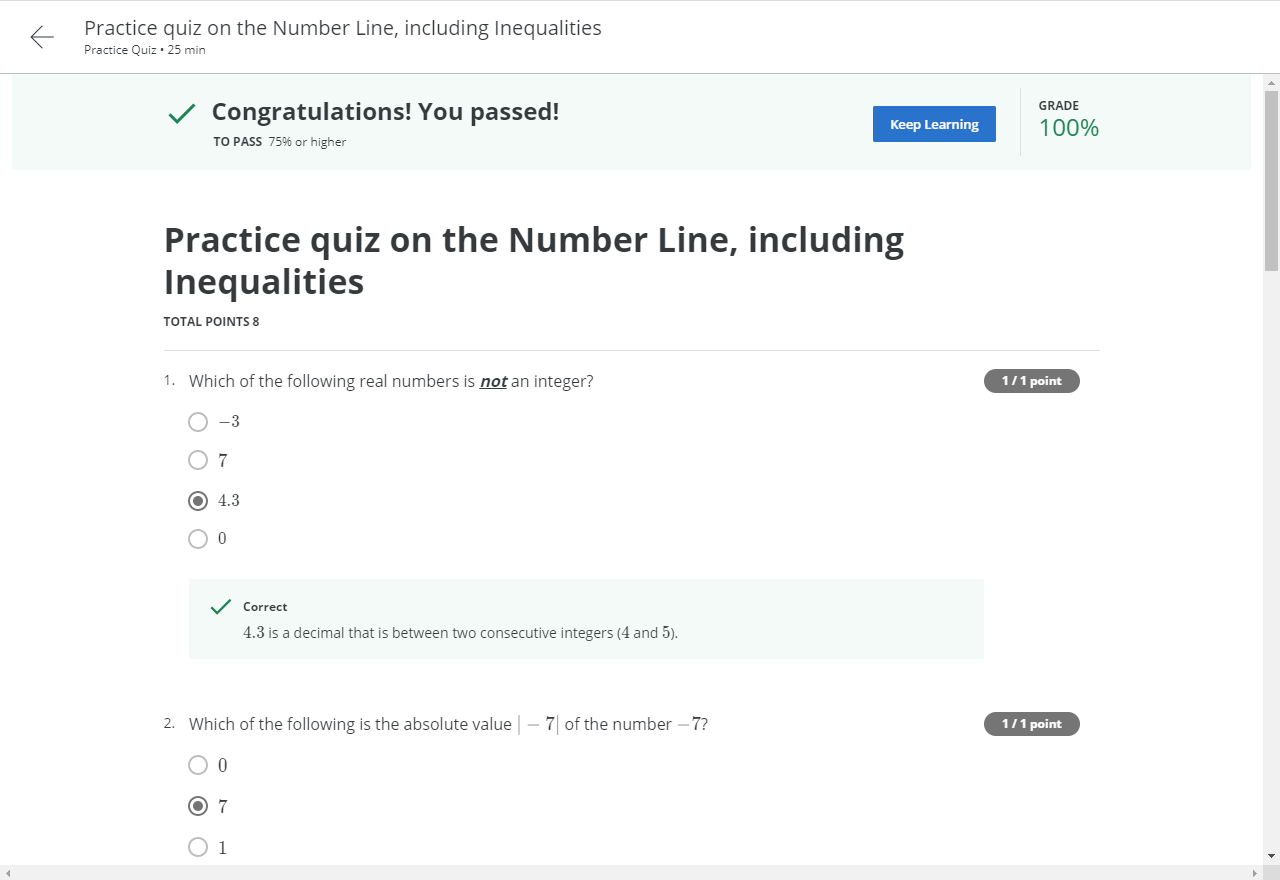 Practice quiz on the Number Line, including Inequalities
Practice Quiz • 25 min
Congratulations! You passed!
TO PASS 75% or higher
Keep Learning
GRADE
100%
Practice quiz on the Number Line, including
Inequalities
TOTAL POINTS 8
1. Which of the following real numbers is not an integer?
1 / 1 point
−3
7
4.3
0
Correct
4.3 is a decimal that is between two consecutive integers (4 and 5).
2. Which of the following is the absolute value | − 7| of the number −7?
1 / 1 point
0
7
1